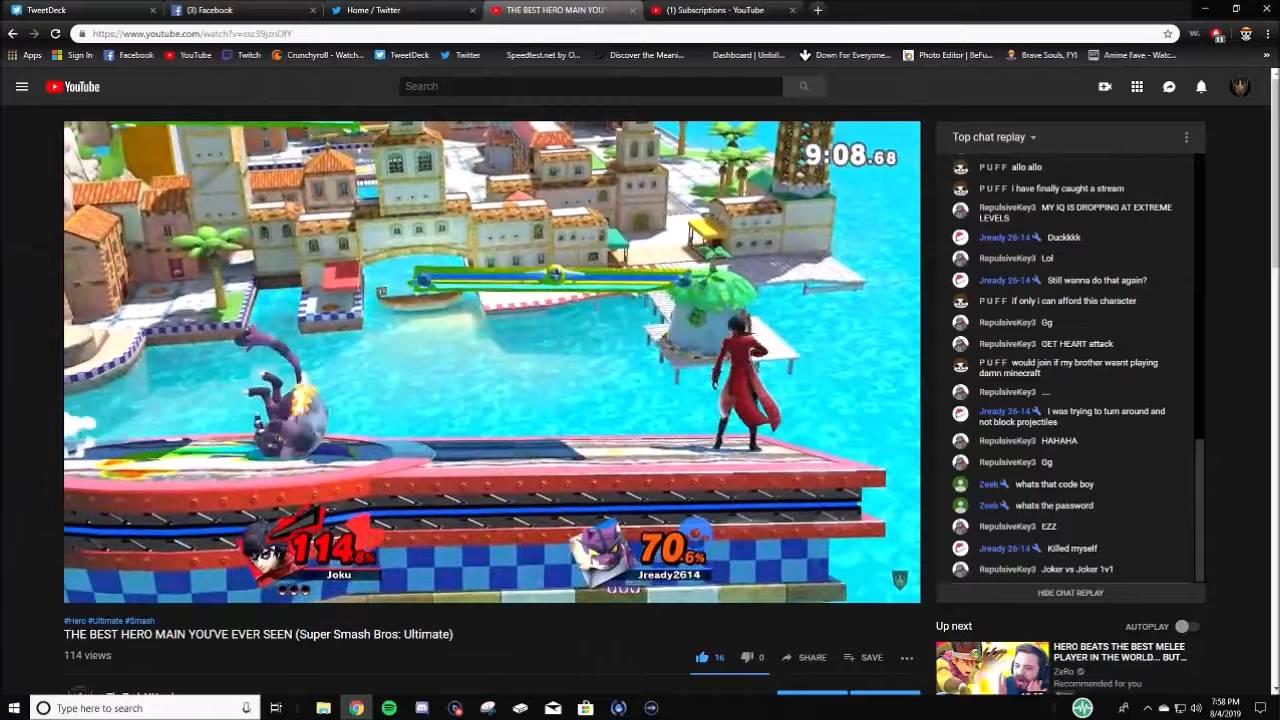 TweetDeck
(3) Facebook
Home / Twitter
THE BEST HERO MAIN YOU'
(1) Subscriptions - YouTube
https://www.youtube.com/watch?v=ssc39jznDfY
Apps
Sign In
Facebook
YouTube
Twitch
Crunchyroll - Watch...
TweetDeck
Twitter
Speedtest.net by O...
Discover the Meani...
Dashboard | Unfoll...
Down For Everyone...
Photo Editor | BeFu...
Brave Souls, FYI
Anime Fave - Watc...
YouTube
Search
9:08.68
Top chat replay
P U F F allo allo
P U F F i have finally caught a stream
RepulsiveKey3 MY IQ IS DROPPING AT EXTREME
LEVELS
Jready 26-14 Duckkkk
RepulsiveKey3 Lol
Jready 26-14 Still wanna do that again?
P U F F if only i can afford this character
RepulsiveKey3 Gg
RepulsiveKey3 GET HEART attack
P U F F would join if my brother wasnt playing
damn minecraft
RepulsiveKey3 ....
Jready 26-14 I was trying to turn around and
not block projectiles
RepulsiveKey3 HAHAHA
RepulsiveKey3 Gg
Zeek whats that code boy
Zeek whats the password
RepulsiveKey3 EZZ
Jready 26-14 Killed myself
RepulsiveKey3 Joker vs Joker 1v1
HIDE CHAT REPLAY
114.8%
Joku
70.6%
Jready2614
#Hero #Ultimate #Smash
THE BEST HERO MAIN YOU'VE EVER SEEN (Super Smash Bros: Ultimate)
114 views
16
0
SHARE
SAVE
Up next
AUTOPLAY
HERO BEATS THE BEST MELEE
PLAYER IN THE WORLD... BUT...
ZeRo
Recommended for you
New
Type here to search
7:58 PM
8/4/2019